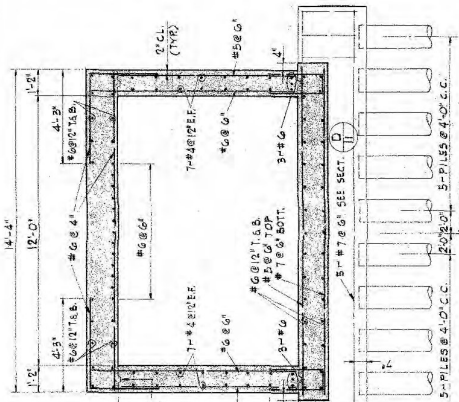 14'-4"
1'-2"
12'-0"
1'-2"
4'-3"
4'-3"
#6@12"T.&B.
#6@4"
#6@12"T.&B.
#6@6"
2"CL.
(TYP.)
#5@6"
4"
7-#4@12"E.F.
#6@6"
3-#6
7-#4@12"E.F.
#6@6"
3-#6
#6@12"T.&B.
#5@6" TOP
#7@6" BOTT.
51-#7@6" SEE SECT.
D
11
5-PILES @ 4'-0" C.C.
2'-0"
2'-0"
5-PILES @ 4'-0" C.C.